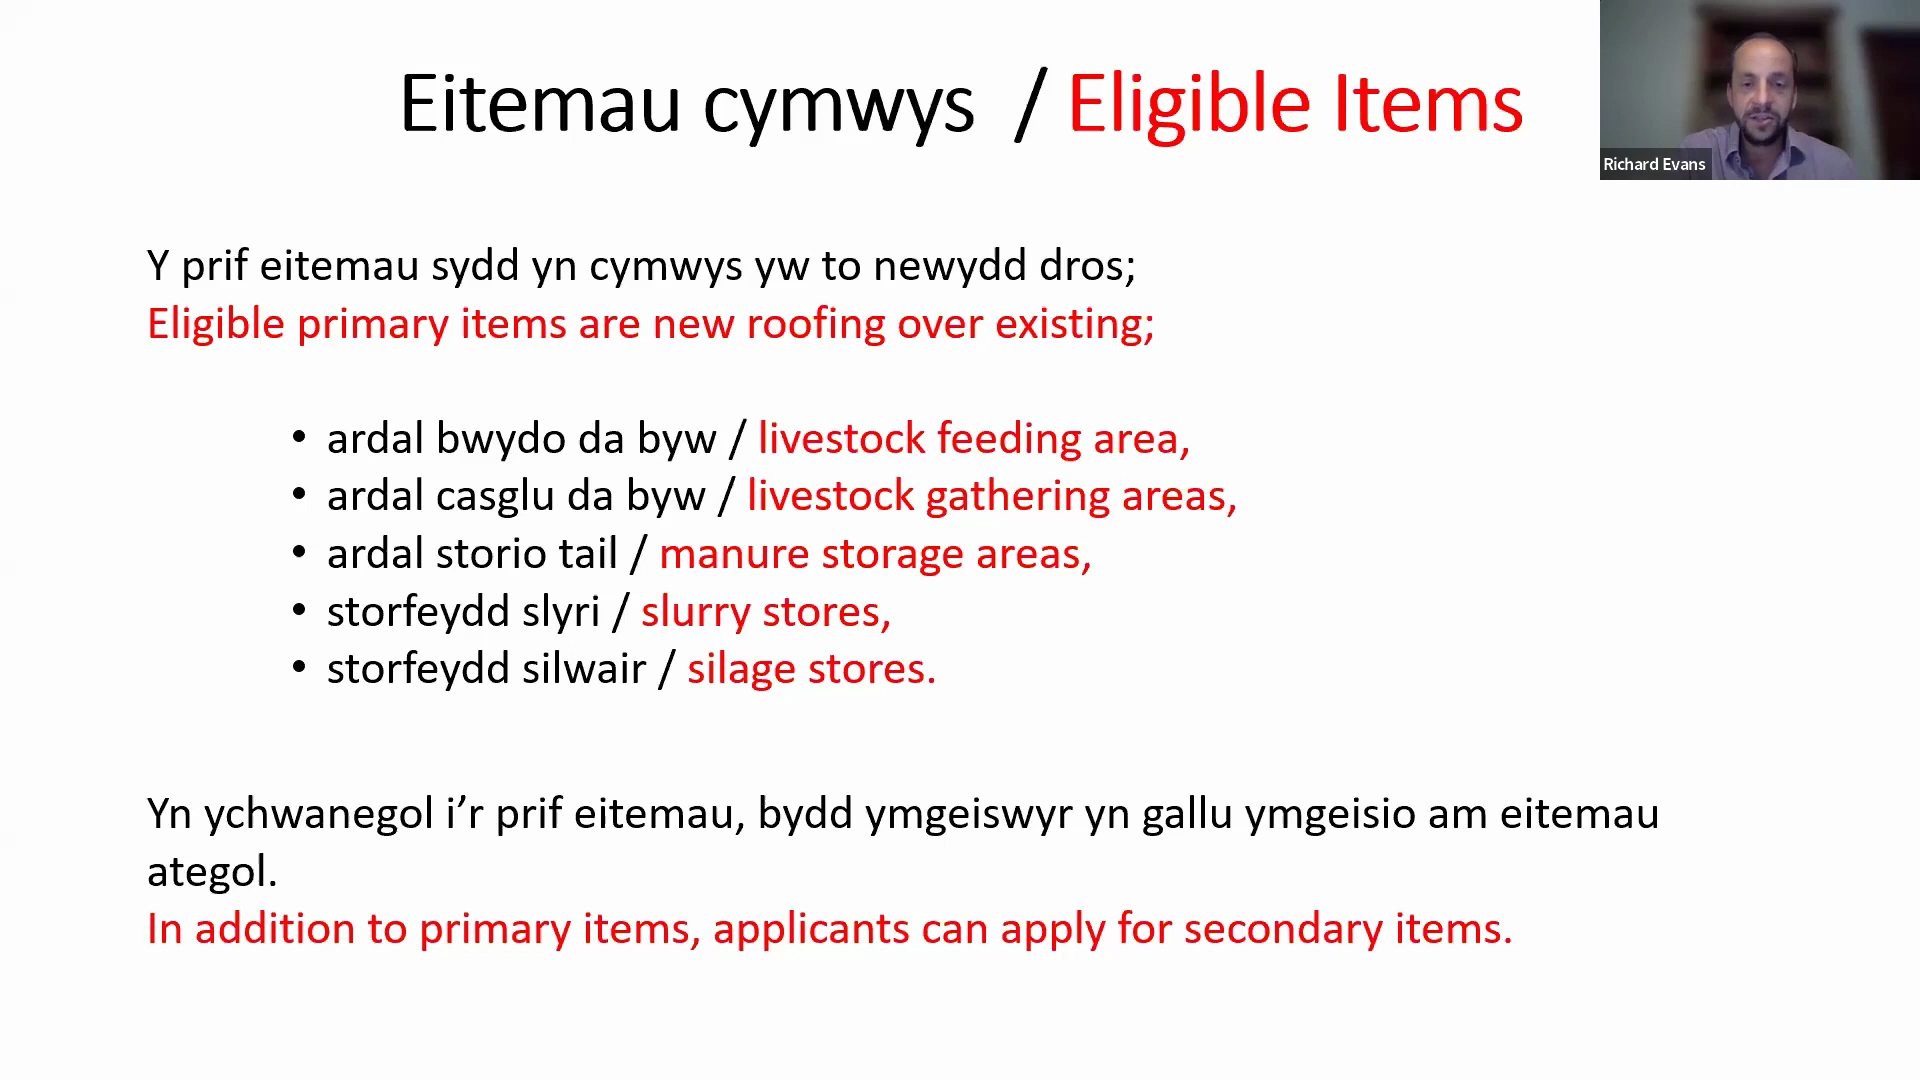 Eitemau cymwys / Eligible Items
Richard Evans
Y prif eitemau sydd yn cymwys yw to newydd dros;
Eligible primary items are new roofing over existing;
• ardal bwydo da byw / livestock feeding area,
• ardal casglu da byw / livestock gathering areas,
• ardal storio tail / manure storage areas,
• storfeydd slyri / slurry stores,
• storfeydd silwair / silage stores.
Yn ychwanegol i’r prif eitemau, bydd ymgeiswyr yn gallu ymgeisio am eitemau
ategol.
In addition to primary items, applicants can apply for secondary items.